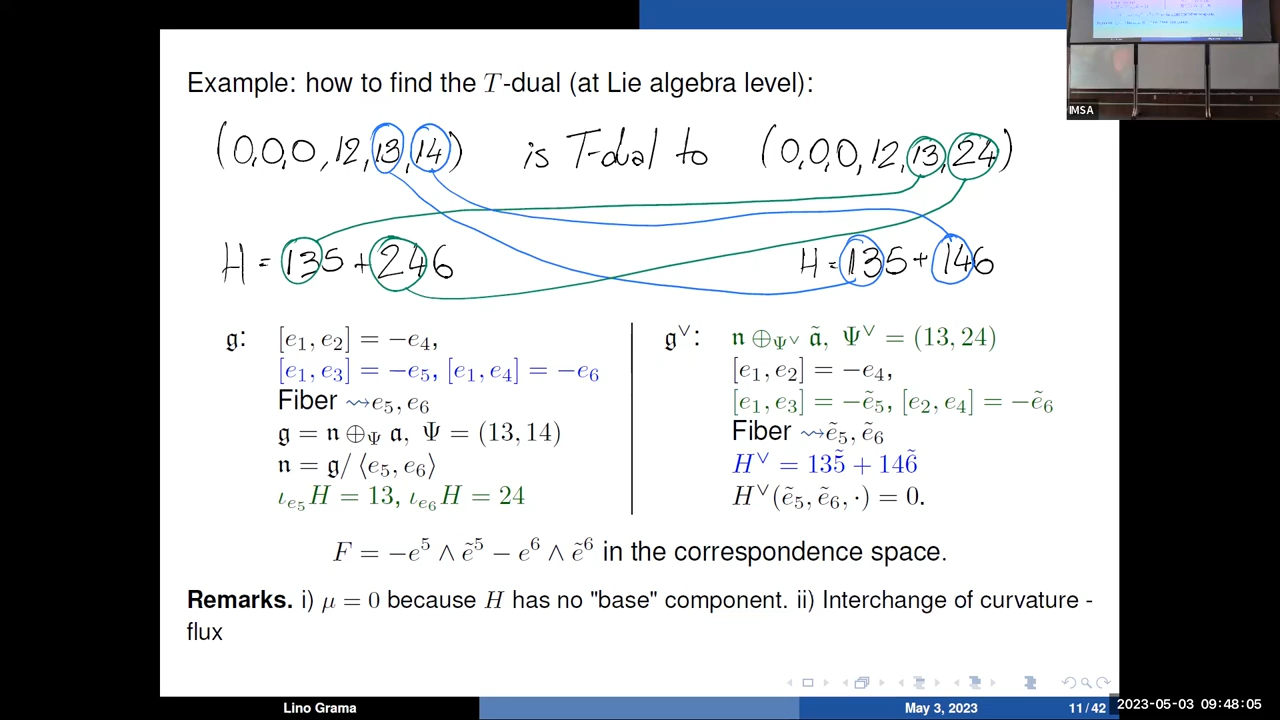 Example: how to find the T-dual (at Lie algebra level):
(0,0,0,12,13,14) is T-dual to (0,0,0,12,13,24)
H = 135 + 246 H = 135 + 146
𝔤: [e₁, e₂] = −e₄,
[e₁, e₃] = −e₅, [e₁, e₄] = −e₆
Fiber ⇝ e₅, e₆
𝔤 = 𝔫 ⊕_Ψ 𝔞, Ψ = (13, 14)
𝔫 = 𝔤/ ⟨e₅, e₆⟩
ι_{e₅}H = 13, ι_{e₆}H = 24
𝔤^∨: 𝔫 ⊕_{Ψ^∨} ã, Ψ^∨ = (13, 24)
[e₁, e₂] = −e₄,
[e₁, e₃] = −ẽ₅, [e₂, e₄] = −ẽ₆
Fiber ⇝ ẽ₅, ẽ₆
H^∨ = 135̃ + 146̃
H^∨(ẽ₅, ẽ₆, ·) = 0.
F = −e⁵ ∧ ẽ⁵ − e⁶ ∧ ẽ⁶ in the correspondence space.
Remarks. i) μ = 0 because H has no "base" component. ii) Interchange of curvature -
flux
Lino Grama May 3, 2023 11 / 42
IMSA
2023-05-03 09:48:05